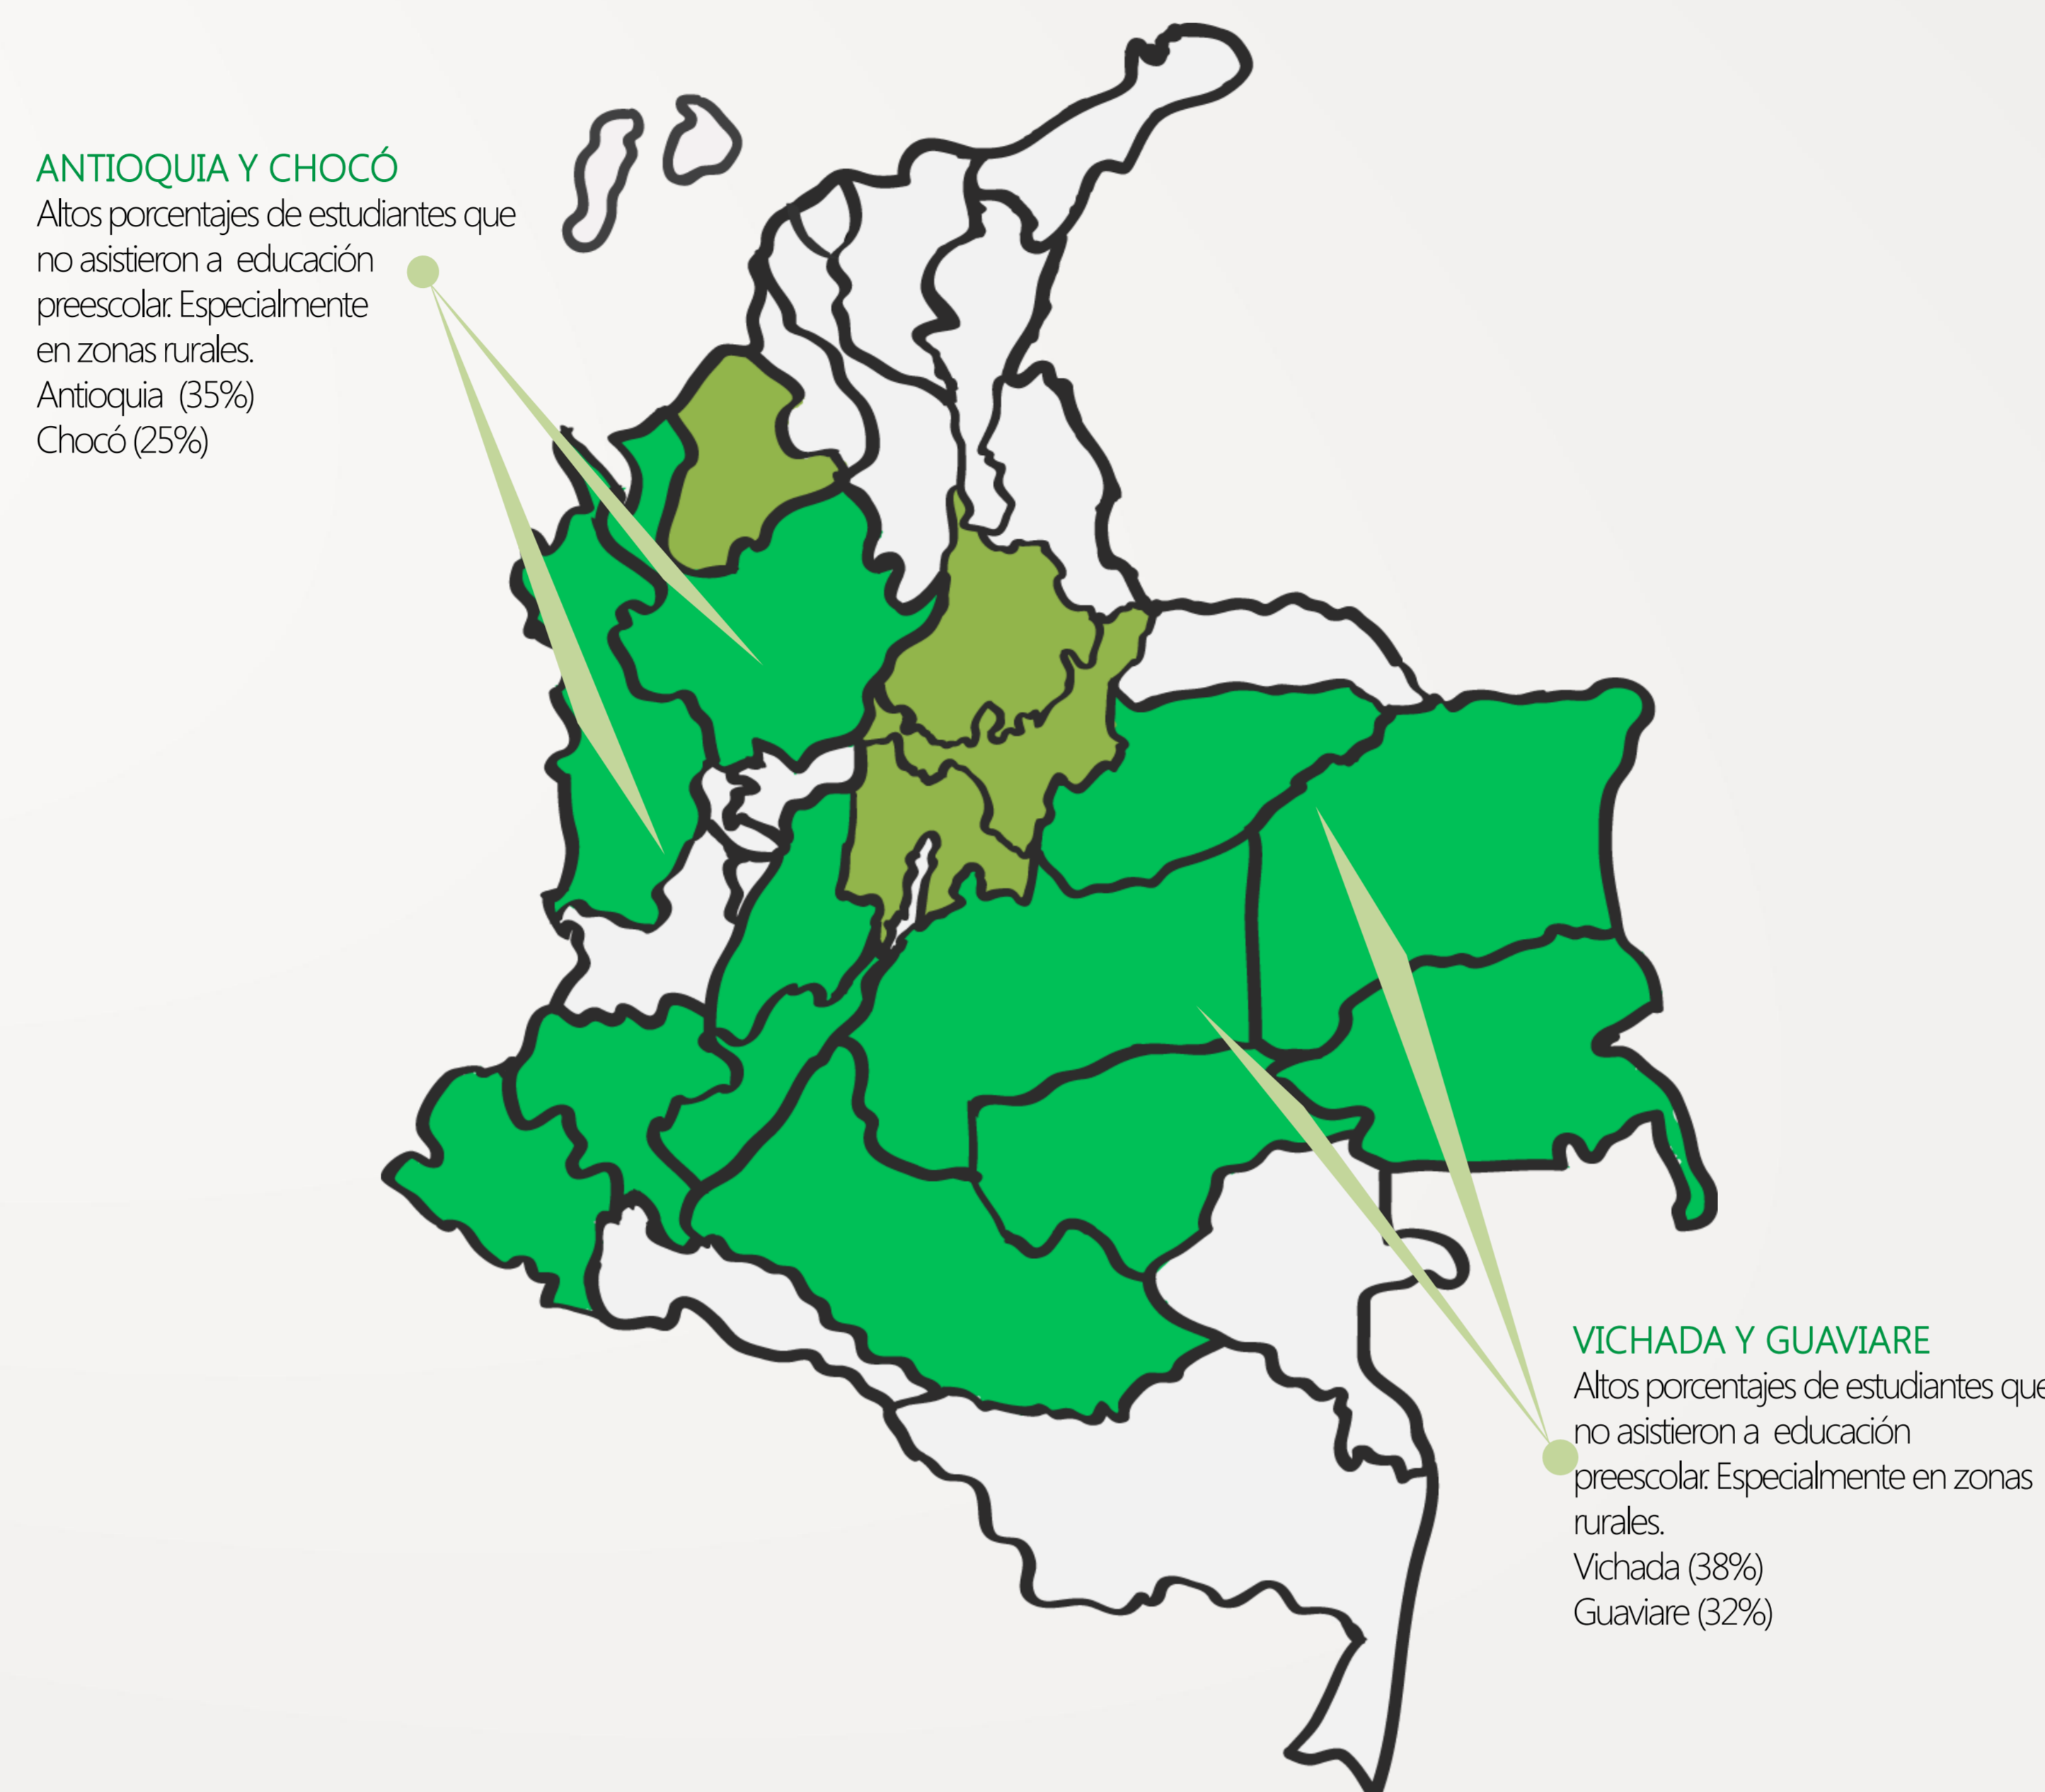 ANTIOQUIA Y CHOCÓ
Altos porcentajes de estudiantes que
no asistieron a educación
preescolar. Especialmente
en zonas rurales.
Antioquia (35%)
Chocó (25%)
VICHADA Y GUAVIARE
Altos porcentajes de estudiantes que
no asistieron a educación
preescolar. Especialmente en zonas
rurales.
Vichada (38%)
Guaviare (32%)